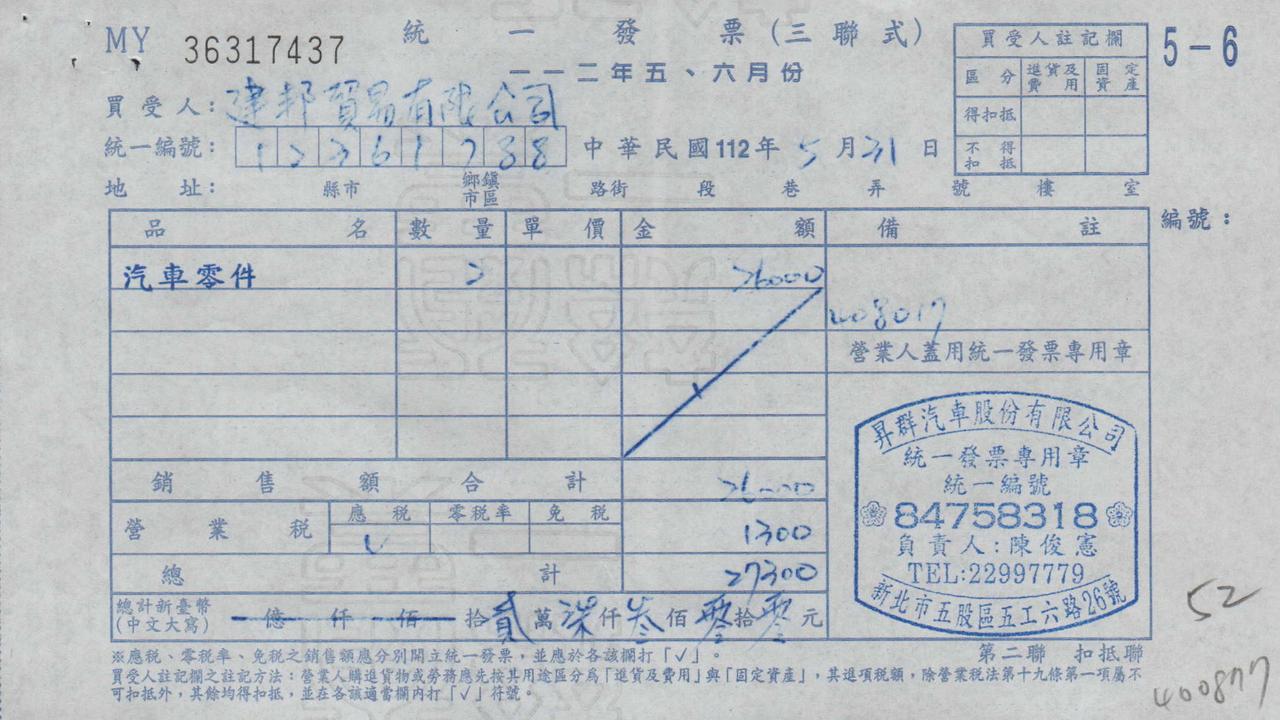 MY 36317437
統一發票(三聯式)
一一二年五、六月份
5-6
買受人註記欄
區分 進貨及費用 固定資產
得扣抵
不得扣抵
買受人:建邦貿易有限公司
統一編號:12261788 中華民國112年5月31日
地址: 縣市 鄉鎮市區 路街 段 巷 弄 號 樓 室
編號:
品名 數量 單價 金額 備註
汽車零件 2 26000
408017
營業人蓋用統一發票專用章
銷售額合計 26000
營業稅 應稅 零稅率 免稅 1300
V
總計 27300
總計新臺幣(中文大寫) 億仟佰拾貳萬柒仟叁佰零拾零元
昇群汽車股份有限公司
統一發票專用章
統一編號
84758318
負責人:陳俊憲
TEL:22997779
新北市五股區五工六路26號
52
第二聯 扣抵聯
※應稅、零稅率、免稅之銷售額應分別開立統一發票,並應於各該欄打「✓」。
買受人註記欄之註記方法:營業人購進貨物或勞務應先按其用途區分爲「進貨及費用」與「固定資產」,其進項稅額,除營業稅法第十九條第一項屬不
可扣抵外,其餘均得扣抵,並在各該適當欄內打「✓」符號。